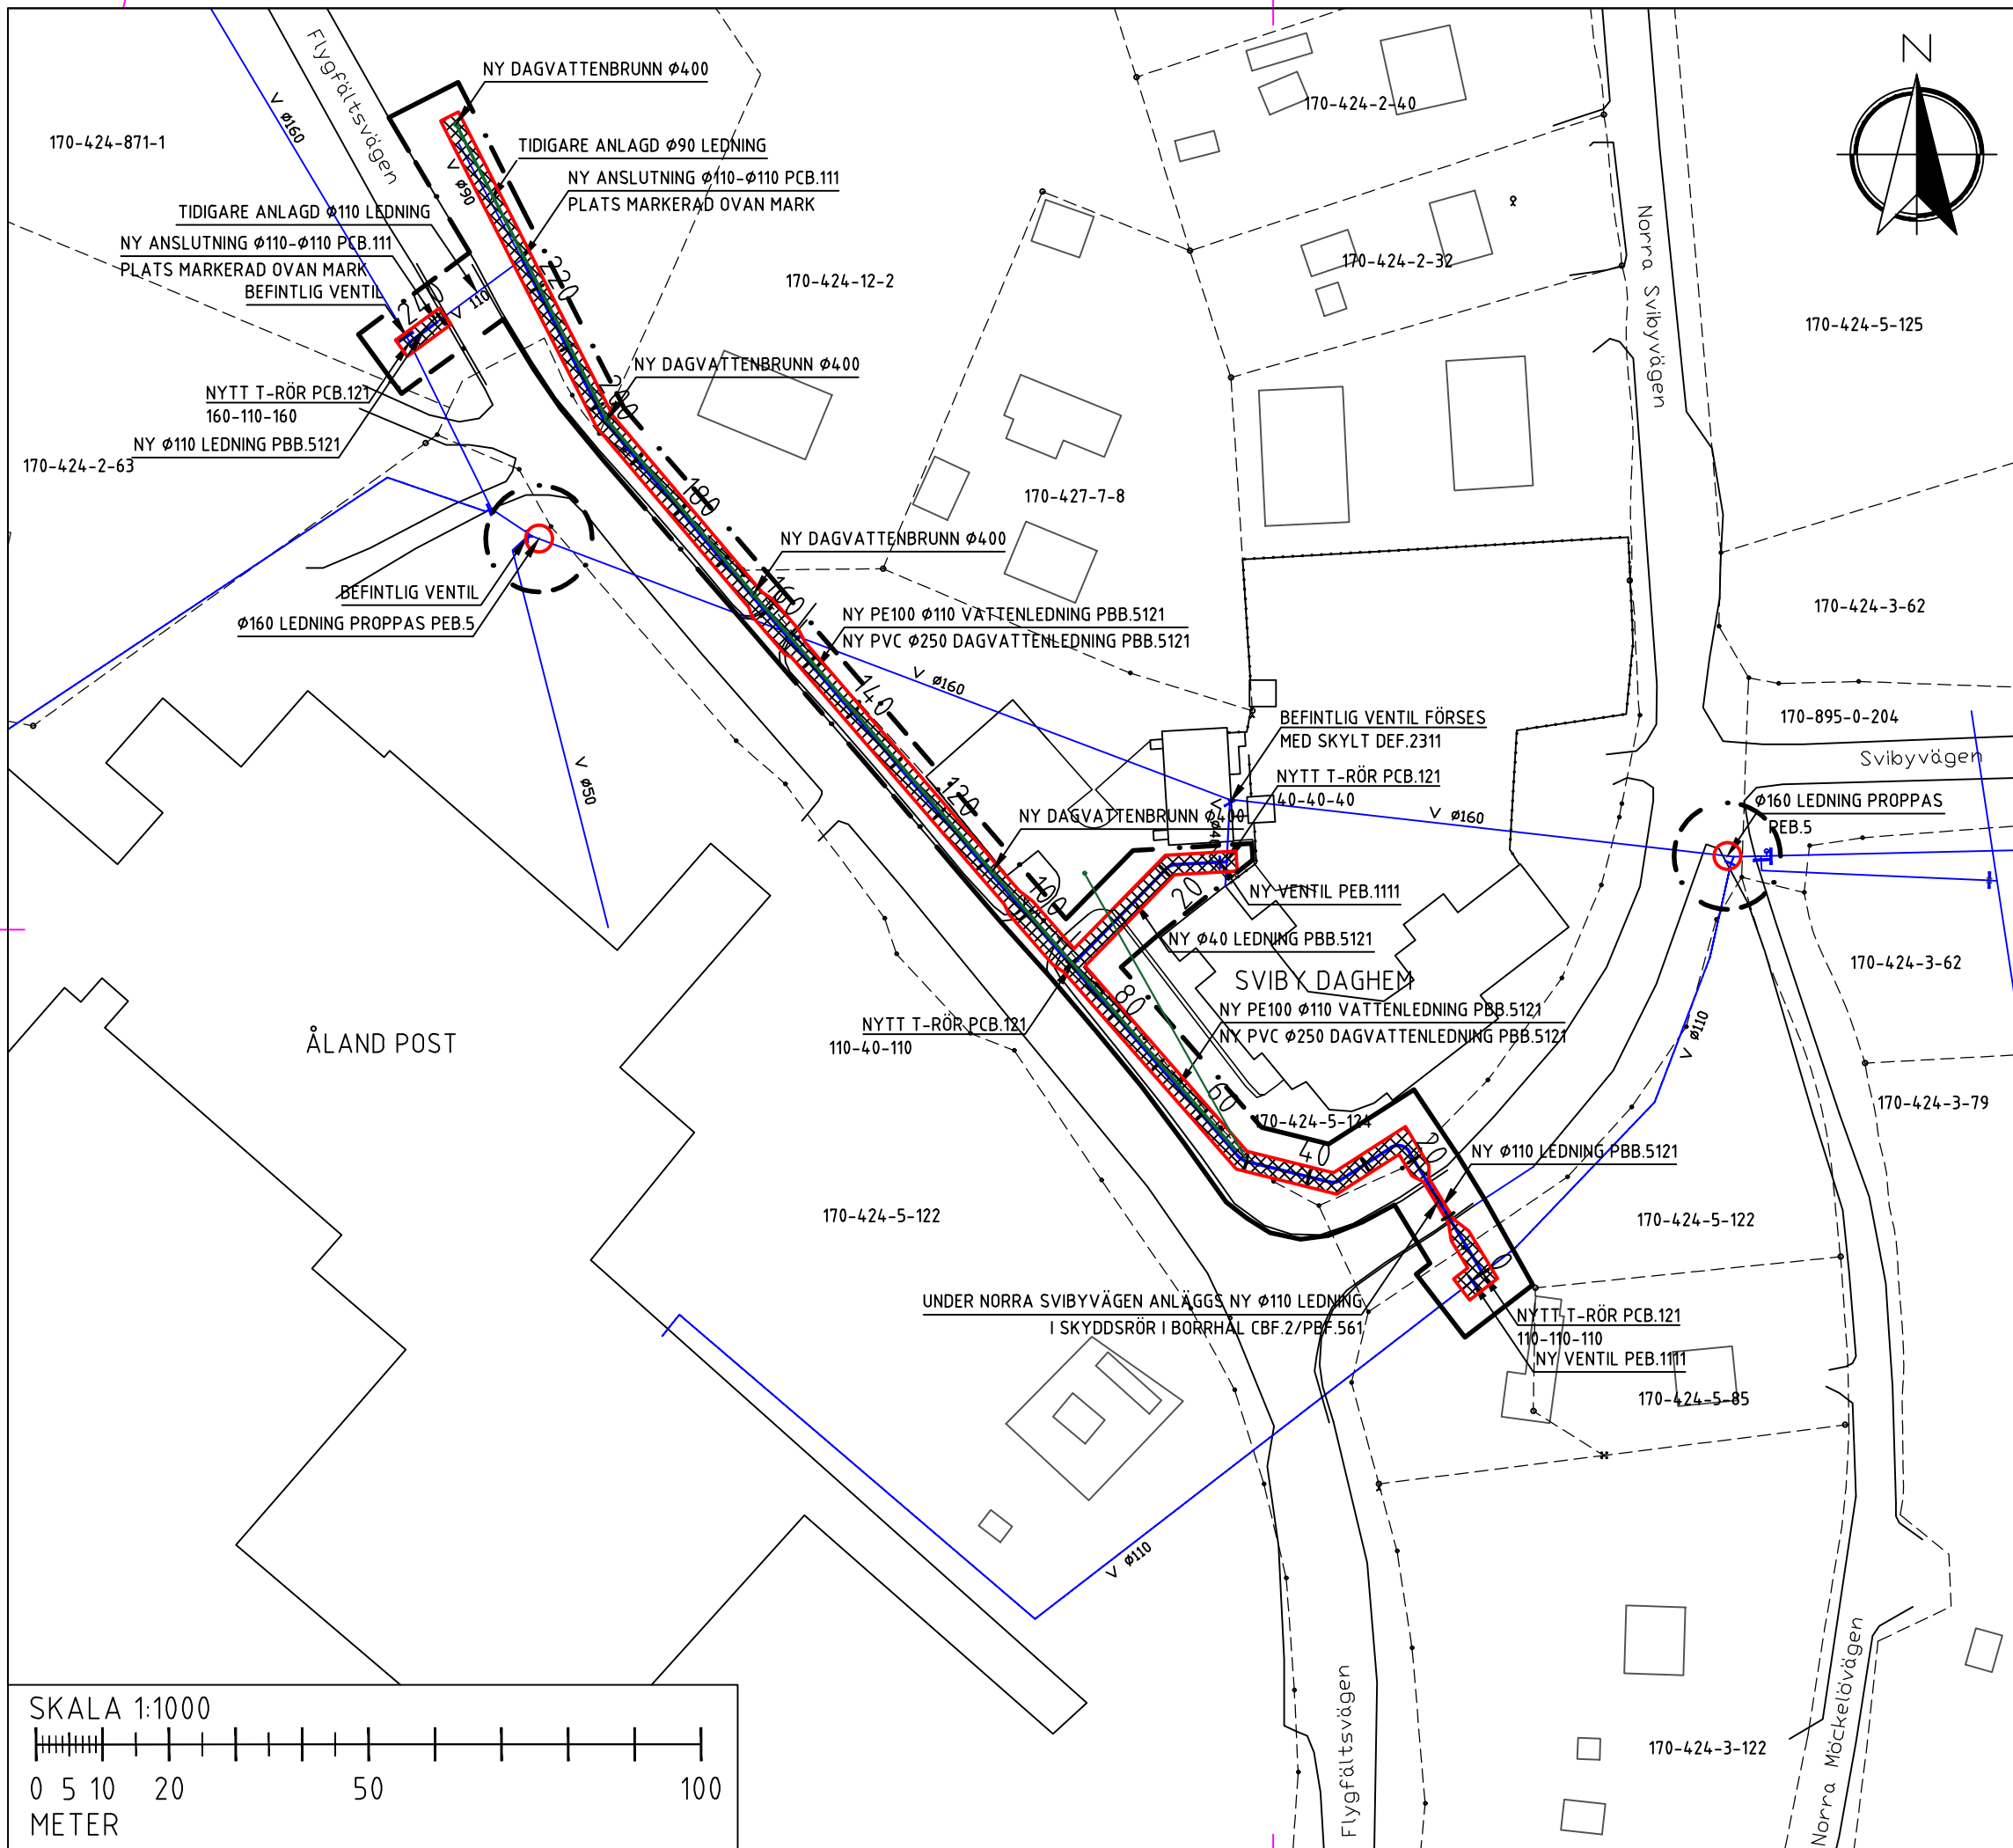 Flygfältsvägen
V ø160
170-424-871-1
NY DAGVATTENBRUNN Ø400
TIDIGARE ANLAGD Ø90 LEDNING
V ø90
NY ANSLUTNING Ø110-Ø110 PCB.111
PLATS MARKERAD OVAN MARK
TIDIGARE ANLAGD Ø110 LEDNING
NY ANSLUTNING Ø110-Ø110 PCB.111
PLATS MARKERAD OVAN MARK
BEFINTLIG VENTIL
240
V 110
220
170-424-12-2
170-424-2-40
170-424-2-32
Norra Svibyvägen
N
170-424-5-125
NY DAGVATTENBRUNN Ø400
200
NYTT T-RÖR PCB.121
160-110-160
NY Ø110 LEDNING PBB.5121
170-424-2-63
180
170-427-7-8
NY DAGVATTENBRUNN Ø400
160
BEFINTLIG VENTIL
Ø160 LEDNING PROPPAS PEB.5
NY PE100 Ø110 VATTENLEDNING PBB.5121
NY PVC Ø250 DAGVATTENLEDNING PBB.5121
170-424-3-62
V ø160
140
170-895-0-204
BEFINTLIG VENTIL FÖRSES
MED SKYLT DEF.2311
Svibyvägen
V ø50
120
NYTT T-RÖR PCB.121
40-40-40
V ø40
NY DAGVATTENBRUNN Ø400
V ø160
Ø160 LEDNING PROPPAS
PEB.5
100
20
NY VENTIL PEB.1111
NY Ø40 LEDNING PBB.5121
170-424-3-62
SVIBY DAGHEM
80
NY PE100 Ø110 VATTENLEDNING PBB.5121
NY PVC Ø250 DAGVATTENLEDNING PBB.5121
NYTT T-RÖR PCB.121
110-40-110
ÅLAND POST
V ø110
60
170-424-5-124
170-424-3-79
40
20
NY Ø110 LEDNING PBB.5121
170-424-5-122
170-424-5-122
0
UNDER NORRA SVIBYVÄGEN ANLÄGGS NY Ø110 LEDNING
I SKYDDSRÖR I BORRHÅL CBF.2/PBF.561
NYTT T-RÖR PCB.121
110-110-110
NY VENTIL PEB.1111
170-424-5-85
V ø110
Flygfältsvägen
Norra Möckelövägen
170-424-3-122
SKALA 1:1000
0 5 10 20 50 100
METER